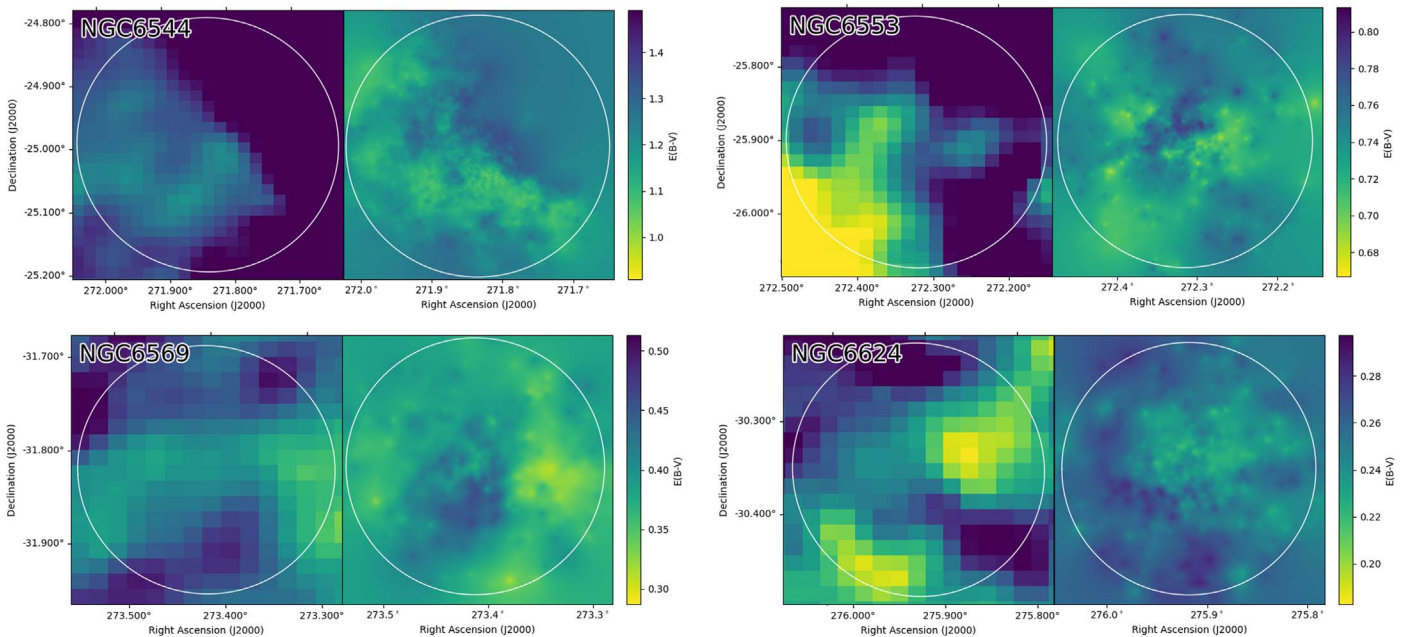 NGC6544
-24.800°
-24.900°
-25.000°
-25.100°
-25.200°
Declination (J2000)
272.000° 271.900° 271.800° 271.700°
Right Ascension (J2000)
272.0° 271.9° 271.8° 271.7°
Right Ascension (J2000)
1.4
1.3
1.2
1.1
1.0
E(B-V)
NGC6553
-25.800°
-25.900°
-26.000°
Declination (J2000)
272.500° 272.400° 272.300° 272.200°
Right Ascension (J2000)
272.4° 272.3° 272.2°
Right Ascension (J2000)
0.80
0.78
0.76
0.74
0.72
0.70
0.68
E(B-V)
NGC6569
-31.700°
-31.800°
-31.900°
Declination (J2000)
273.500° 273.400° 273.300°
Right Ascension (J2000)
273.5° 273.4° 273.3°
Right Ascension (J2000)
0.50
0.45
0.40
0.35
0.30
E(B-V)
NGC6624
-30.300°
-30.400°
Declination (J2000)
276.000° 275.900° 275.800°
Right Ascension (J2000)
276.0° 275.9° 275.8°
Right Ascension (J2000)
0.28
0.26
0.24
0.22
0.20
E(B-V)